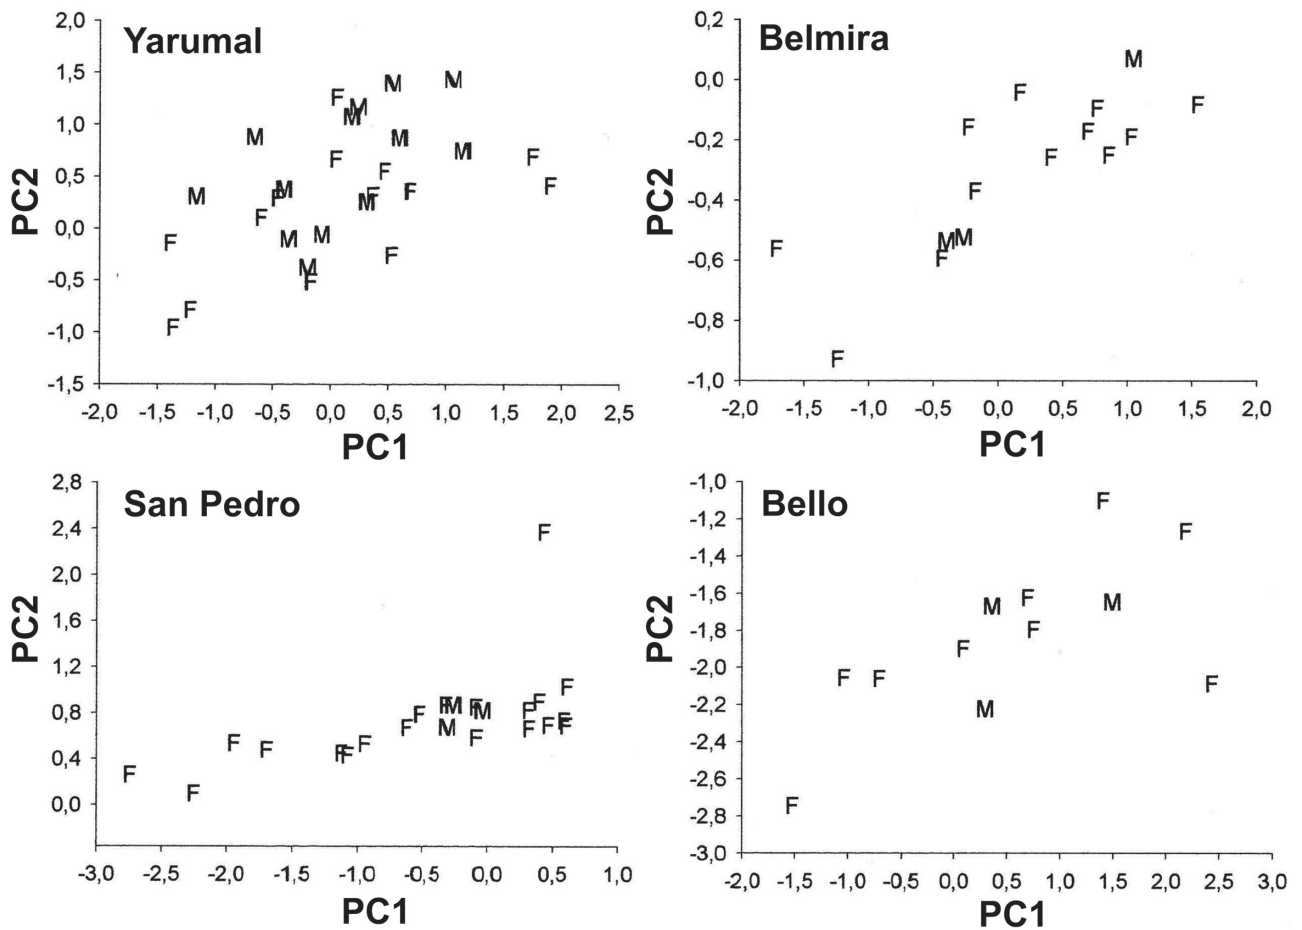 Yarumal
2,0
1,5
1,0
0,5
0,0
-0,5
-1,0
-1,5
PC2
M M
F M
M
M M
F M
F
F
M M F F F
M
F F
M
F M F
M
F
F
F
-2,0 -1,5 -1,0 -0,5 0,0 0,5 1,0 1,5 2,0 2,5
PC1
Belmira
0,2
0,0
-0,2
-0,4
-0,6
-0,8
-1,0
PC2
M
F
F F
F F F
F F
F
M M
F F
F
-2,0 -1,5 -1,0 -0,5 0,0 0,5 1,0 1,5 2,0
PC1
San Pedro
2,8
2,4
2,0
1,6
1,2
0,8
0,4
0,0
PC2
F
F
F
F F M F M F
F M F F F F
F F F F F F
F F
-3,0 -2,5 -2,0 -1,5 -1,0 -0,5 0,0 0,5 1,0
PC1
Bello
-1,0
-1,2
-1,4
-1,6
-1,8
-2,0
-2,2
-2,4
-2,6
-2,8
-3,0
PC2
F
F
M F M
F
F
F F F
M
F
-2,0 -1,5 -1,0 -0,5 0,0 0,5 1,0 1,5 2,0 2,5 3,0
PC1